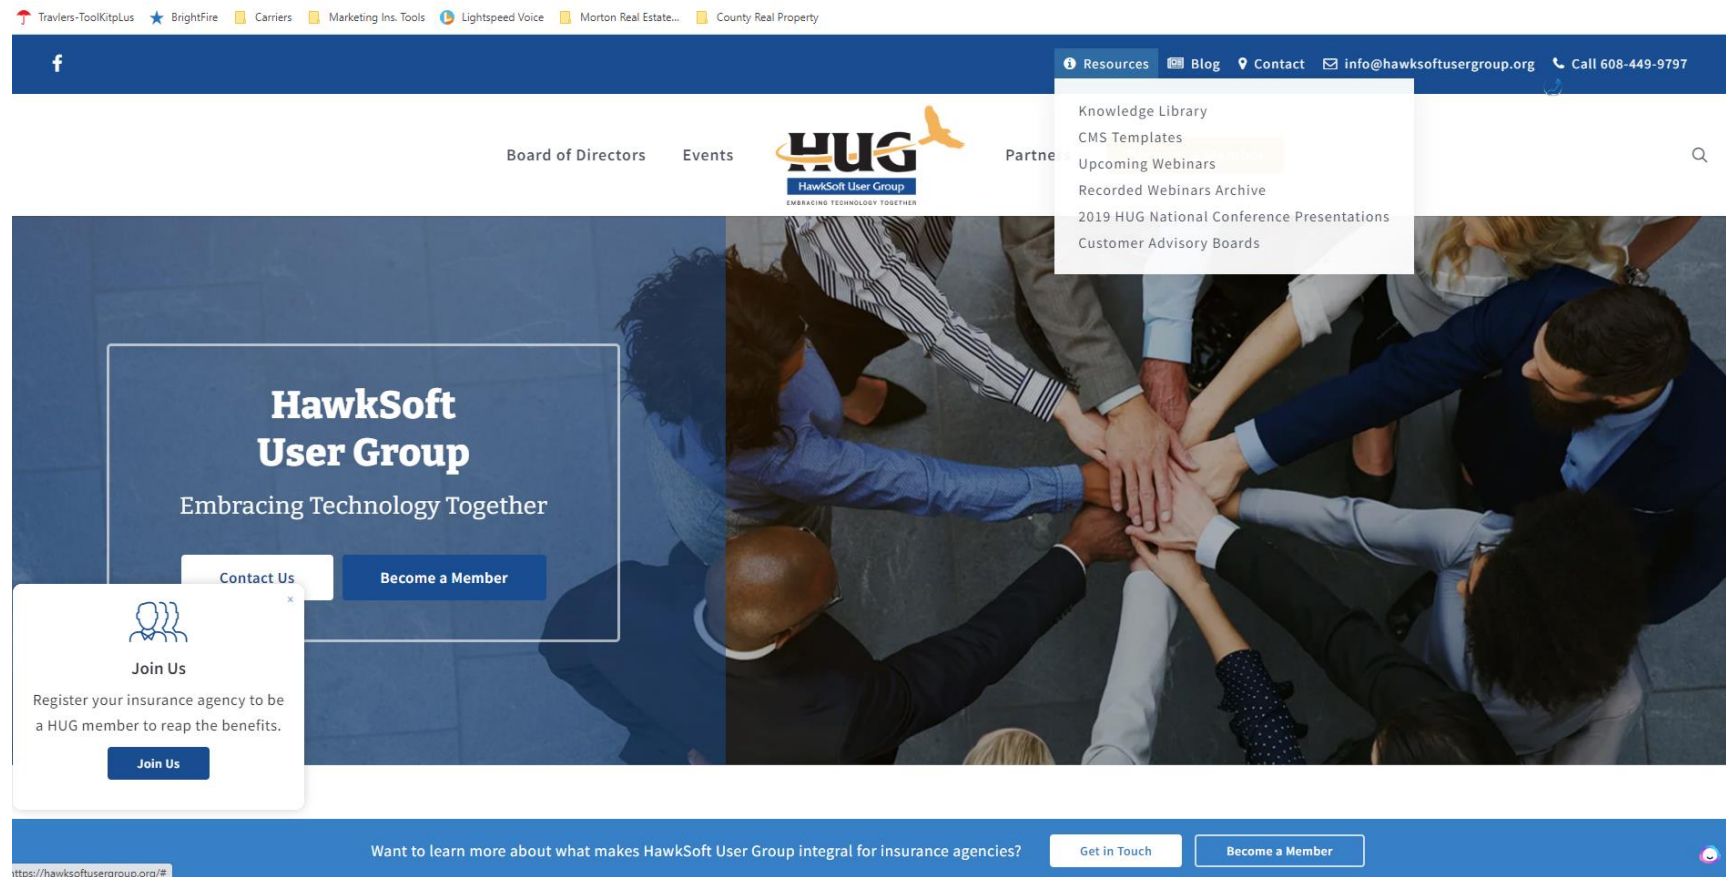 Travlers-ToolKitpLus BrightFire Carriers Marketing Ins. Tools Lightspeed Voice Morton Real Estate... County Real Property
Resources Blog Contact info@hawksoftusergroup.org Call 608-449-9797
Knowledge Library
CMS Templates
Upcoming Webinars
Recorded Webinars Archive
2019 HUG National Conference Presentations
Customer Advisory Boards
Board of Directors Events
HUG
HawkSoft User Group
EMBRACING TECHNOLOGY TOGETHER
Partners
HawkSoft
User Group
Embracing Technology Together
Contact Us Become a Member
×
Join Us
Register your insurance agency to be
a HUG member to reap the benefits.
Join Us
Want to learn more about what makes HawkSoft User Group integral for insurance agencies? Get in Touch Become a Member
https://hawksoftusergroup.org/#